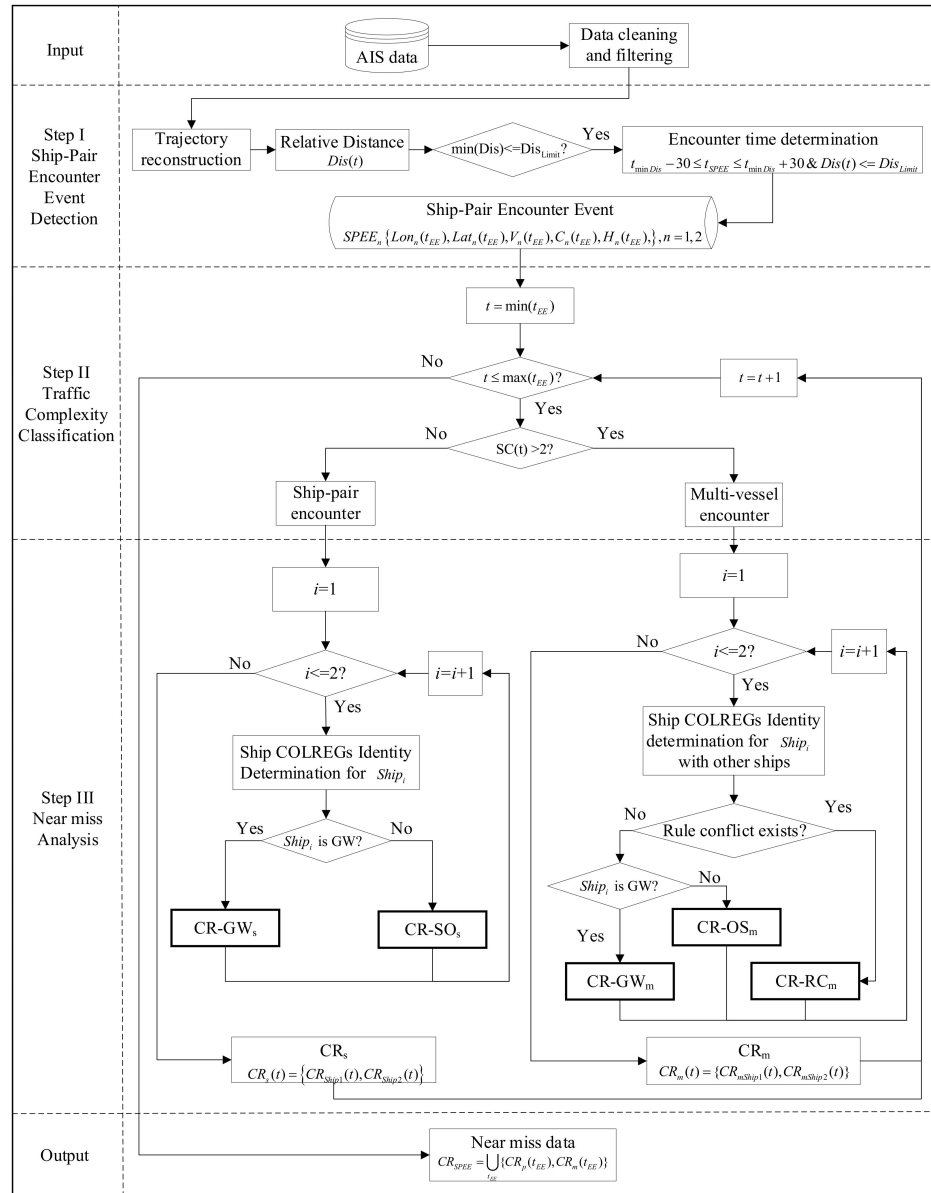 Input
AIS data
Data cleaning
and filtering
Step I
Ship-Pair
Encounter
Event
Detection
Trajectory
reconstruction
Relative Distance
Dis(t)
min(Dis)<=Dis_Limit?
Yes
Encounter time determination
t_min Dis − 30 ≤ t_SPEE ≤ t_min Dis + 30 & Dis(t) <= Dis_Limit
Ship-Pair Encounter Event
SPEE_n {Lon_n(t_EE), Lat_n(t_EE), V_n(t_EE), C_n(t_EE), H_n(t_EE),}, n = 1, 2
Step II
Traffic
Complexity
Classification
t = min(t_EE)
No
t ≤ max(t_EE)?
t = t+1
Yes
No
SC(t) >2?
Yes
Ship-pair
encounter
Multi-vessel
encounter
Step III
Near miss
Analysis
i=1
No
i<=2?
i=i+1
Yes
Ship COLREGs Identity
Determination for Ship_i
Yes
Ship_i is GW?
No
CR-GW_s
CR-SO_s
CR_s
CR_s(t) = {CR_Ship1(t), CR_Ship2(t)}
i=1
No
i<=2?
i=i+1
Yes
Ship COLREGs Identity
determination for Ship_i
with other ships
No
Rule conflict exists?
Yes
Ship_i is GW?
No
CR-OS_m
Yes
CR-GW_m
CR-RC_m
CR_m
CR_m(t) = {CR_mShip1(t), CR_mShip2(t)}
Output
Near miss data
CR_SPEE = ⋃_t_EE {CR_p(t_EE), CR_m(t_EE)}